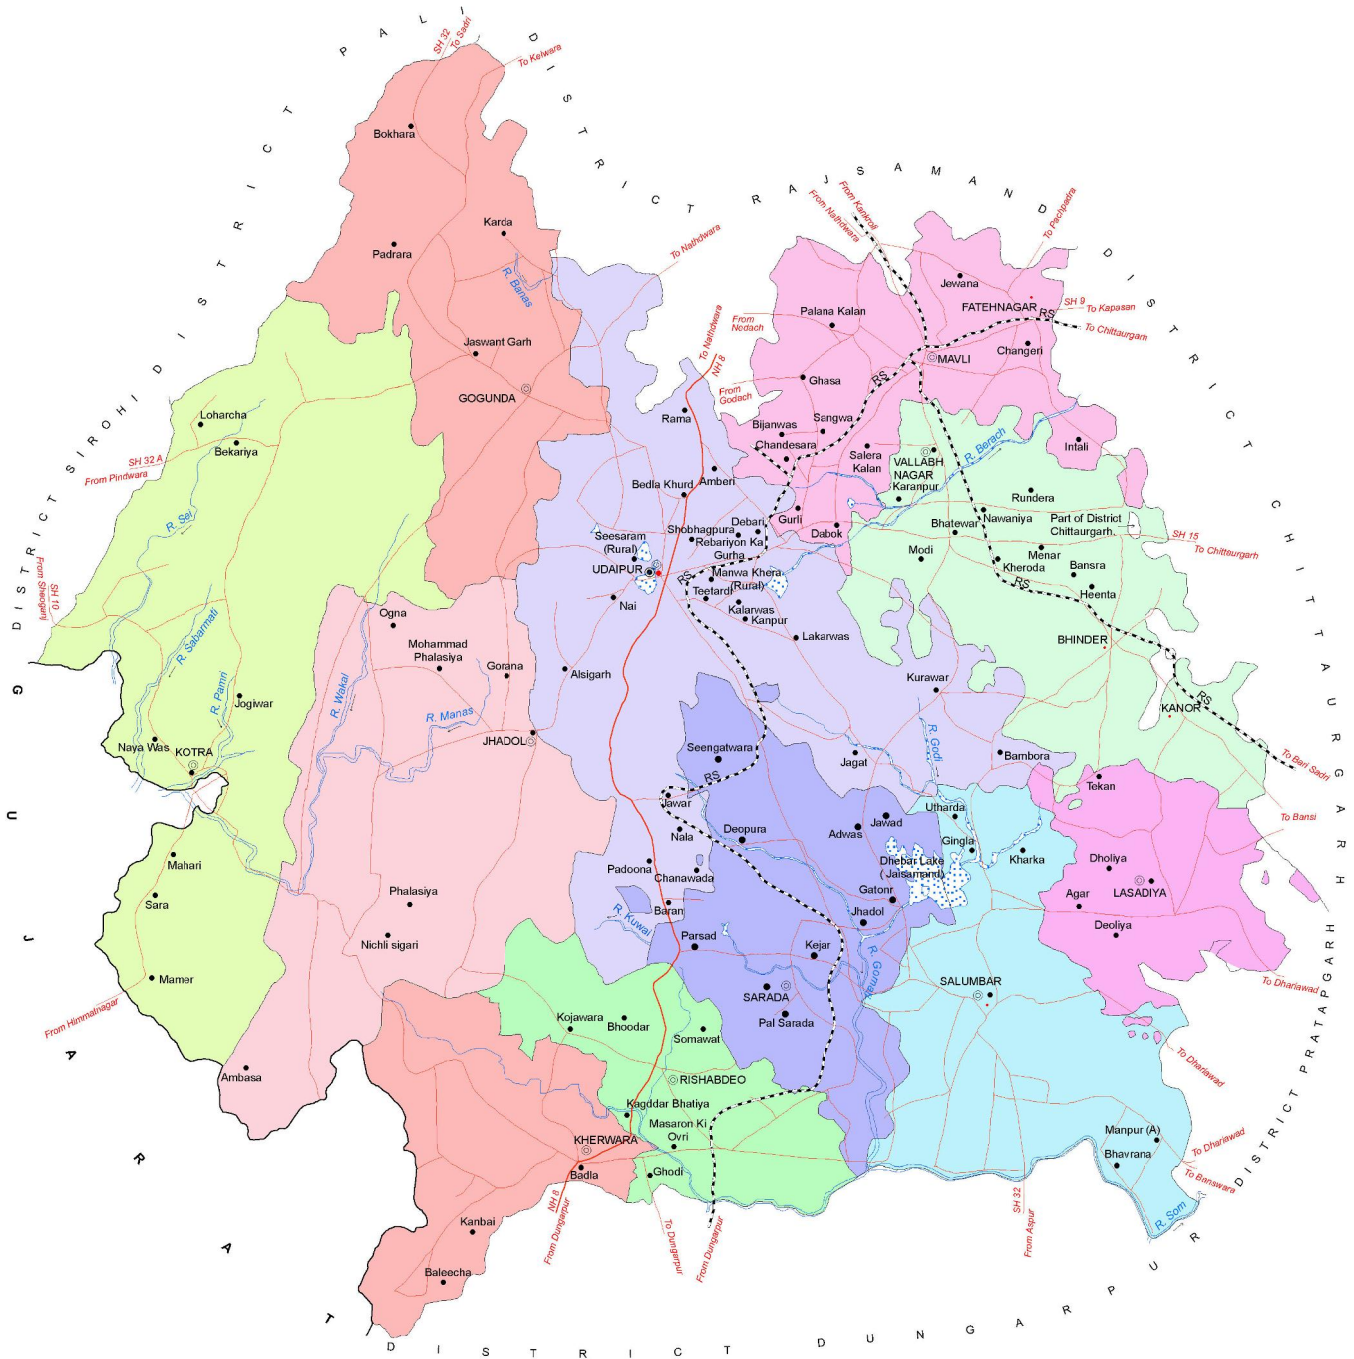 DISTRICT PALI
DISTRICT RAJSAMAND
DISTRICT CHITTAURGARH
DISTRICT PRATAPGARH
DISTRICT DUNGARPUR
GUJARAT
DISTRICT SIROHI
SH 32
To Sadri
To Kelwara
Bokhara
Karda
Padrara
R. Banas
To Nathdwara
From Kankroli
From Nathdwara
To Pachpadra
Jewana
FATEHNAGAR
SH 9
To Kapasan
RS
To Chittaurgarh
Palana Kalan
From
Nedach
To Nathdwara
NH 8
MAVLI
Changeri
Jaswant Garh
GOGUNDA
Ghasa
RS
From
Godach
Rama
Loharcha
Bekariya
SH 32 A
From Pindwara
Bijanwas
Sangwa
Chandesara
Salera
Kalan
VALLABH
NAGAR
Karanpur
R. Berach
Intali
Amberi
Bedla Khurd
Rundera
R. Sei
Gurli
Dabok
Nawaniya
Bhatewar
Part of District
Chittaurgarh.
SH 15
To Chittaurgarh
Shobhagpura
Debari
Rebariyon Ka
Gurha
Seesaram
(Rural)
UDAIPUR
RS
Manwa Khera
(Rural)
Teetardi
Modi
Menar
Kheroda
Bansra
RS
Heenta
SH 10
From Sheoganj
Nai
Kalarwas
Kanpur
Lakarwas
BHINDER
Ogna
Mohammad
Phalasiya
Gorana
Alsigarh
R. Sabarmati
R. Pamri
R. Wakal
R. Manas
Jogiwar
Kurawar
R. Godi
KANOR
RS
Naya Was
KOTRA
JHADOL
Seengatwara
RS
Jagat
Bambora
To Bari Sadri
Tekan
Jawar
Utharda
To Bansi
Nala
Deopura
Adwas
Jawad
Gingla
Kharka
Mahari
Padoona
Chanawada
Dhebar Lake
( Jaisamand)
Dholiya
LASADIYA
Sara
Phalasiya
Baran
Gatonr
Agar
R. Kuwal
Jhadol
Deoliya
Nichli sigari
Parsad
Kejar
R. Gomati
Mamer
From Himmatnagar
SARADA
SALUMBAR
To Dhariawad
Kojawara
Bhoodar
Somawat
Pal Sarada
Ambasa
RISHABDEO
To Dhariawad
Kagddar Bhatiya
Masaron Ki
Ovri
KHERWARA
Manpur (A)
Bhavrana
To Dhariawad
To Banswara
Badla
Ghodi
NH 8
From Dungarpur
To Dungarpur
From Dungarpur
SH 32
From Aspur
R. Som
Kanbai
Baleecha